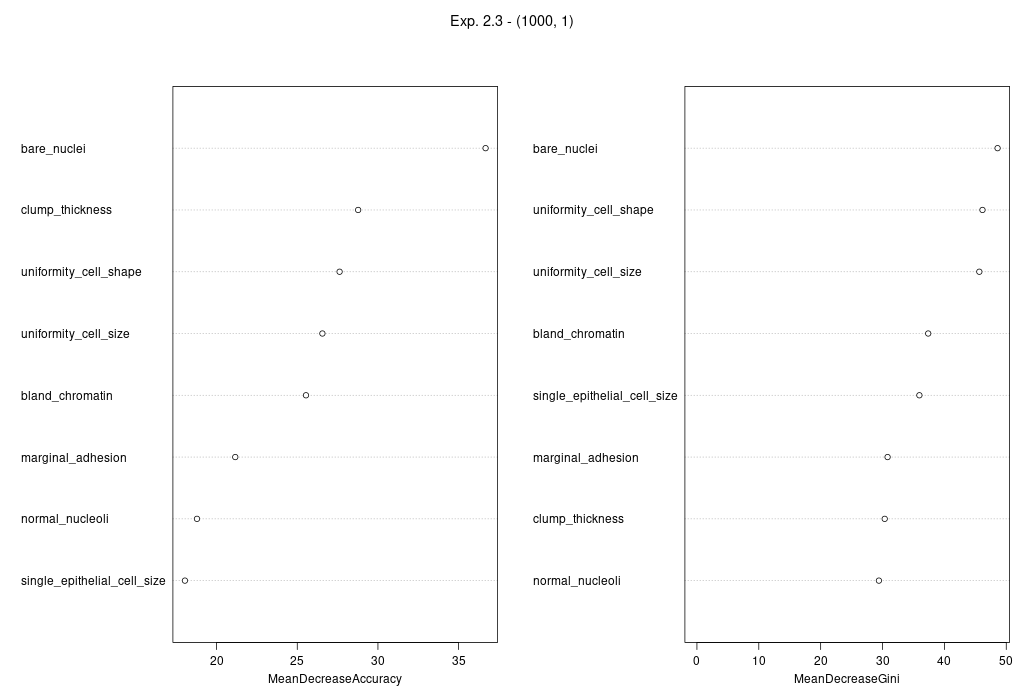 Exp. 2.3 - (1000, 1)
bare_nuclei
clump_thickness
uniformity_cell_shape
uniformity_cell_size
bland_chromatin
marginal_adhesion
normal_nucleoli
single_epithelial_cell_size
20 25 30 35
MeanDecreaseAccuracy
bare_nuclei
uniformity_cell_shape
uniformity_cell_size
bland_chromatin
single_epithelial_cell_size
marginal_adhesion
clump_thickness
normal_nucleoli
0 10 20 30 40 50
MeanDecreaseGini